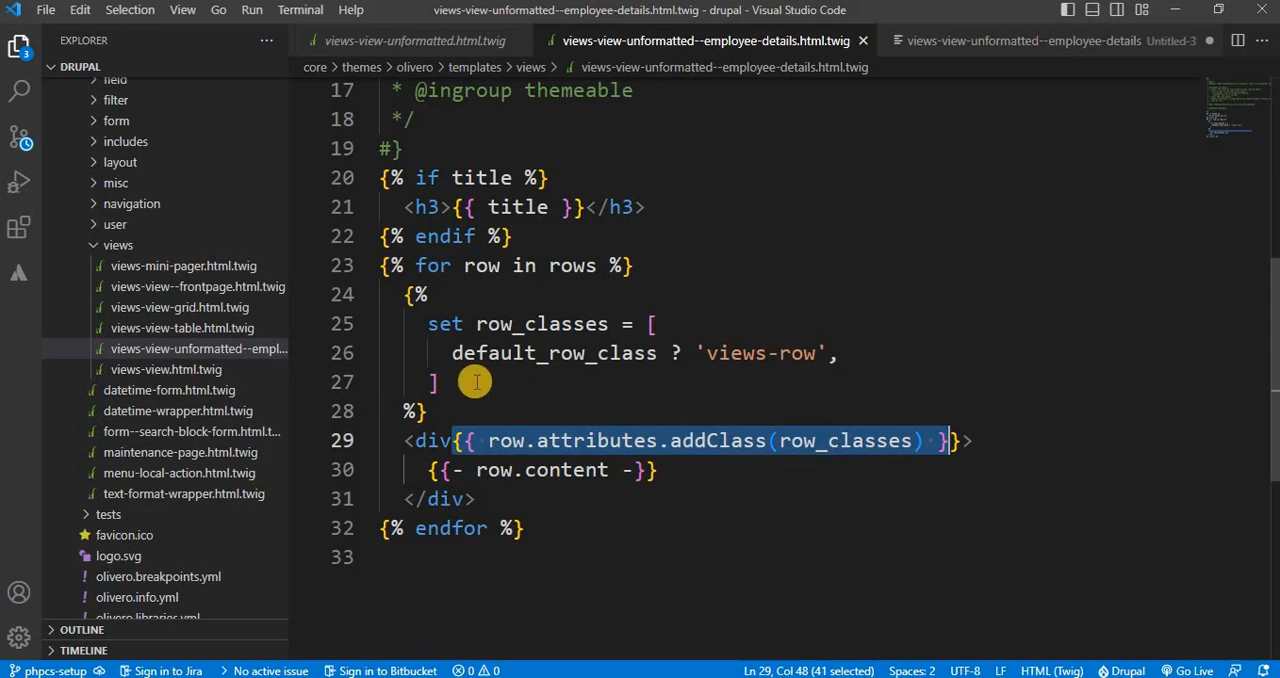 File Edit Selection View Go Run Terminal Help
views-view-unformatted--employee-details.html.twig - drupal - Visual Studio Code
EXPLORER
views-view-unformatted.html.twig
views-view-unformatted--employee-details.html.twig
views-view-unformatted--employee-details Untitled-3
DRUPAL
core > themes > olivero > templates > views > views-view-unformatted--employee-details.html.twig
3
field
filter
form
includes
layout
misc
navigation
user
views
views-mini-pager.html.twig
views-view--frontpage.html.twig
views-view-grid.html.twig
views-view-table.html.twig
views-view-unformatted--empl...
views-view.html.twig
datetime-form.html.twig
datetime-wrapper.html.twig
form--search-block-form.html.t...
maintenance-page.html.twig
menu-local-action.html.twig
text-format-wrapper.html.twig
tests
favicon.ico
logo.svg
olivero.breakpoints.yml
olivero.info.yml
olivero.libraries.yml
OUTLINE
TIMELINE
17 * @ingroup themeable
18 */
19 #}
20 {% if title %}
21 <h3>{{ title }}</h3>
22 {% endif %}
23 {% for row in rows %}
24 {%
25 set row_classes = [
26 default_row_class ? 'views-row',
27 ]
28 %}
29 <div{{ row.attributes.addClass(row_classes) }}>
30 {{- row.content -}}
31 </div>
32 {% endfor %}
33
phpcs-setup Sign in to Jira No active issue Sign in to Bitbucket 0 0 Ln 29, Col 48 (41 selected) Spaces: 2 UTF-8 LF HTML (Twig) Drupal Go Live